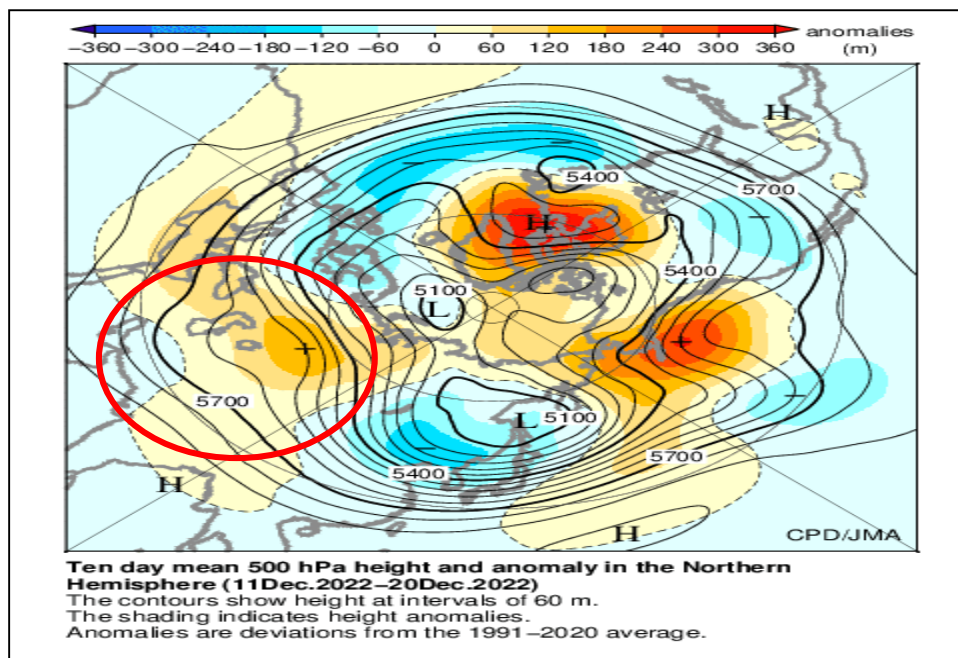 −360−300−240−180−120 −60 0 60 120 180 240 300 360 anomalies
(m)
H
5400
5700
H
5400
5100
L
5700
5100
L
5400
5700
H
H
CPD/JMA
Ten day mean 500 hPa height and anomaly in the Northern
Hemisphere (11Dec.2022−20Dec.2022)
The contours show height at intervals of 60 m.
The shading indicates height anomalies.
Anomalies are deviations from the 1991−2020 average.